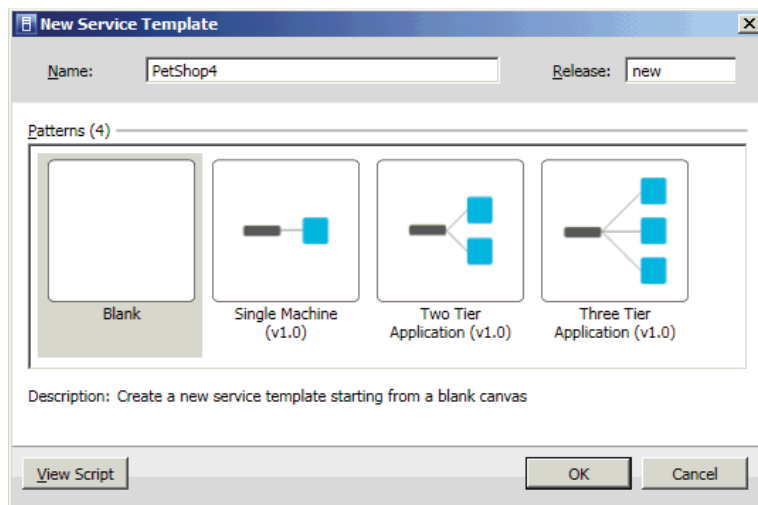 New Service Template
Name: PetShop4 Release: new
Patterns (4)
Blank
Single Machine
(v1.0)
Two Tier
Application (v1.0)
Three Tier
Application (v1.0)
Description: Create a new service template starting from a blank canvas
View Script OK Cancel